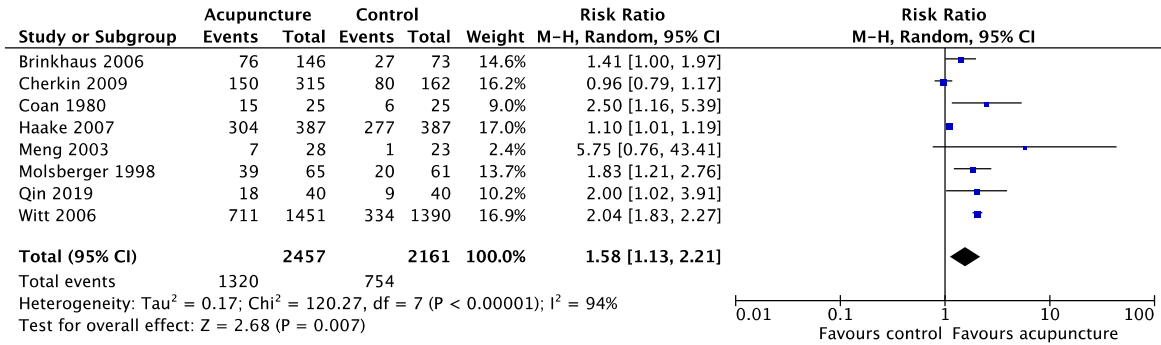 Acupuncture Control Risk Ratio Risk Ratio
Study or Subgroup Events Total Events Total Weight M-H, Random, 95% CI M-H, Random, 95% CI
Brinkhaus 2006 76 146 27 73 14.6% 1.41 [1.00, 1.97]
Cherkin 2009 150 315 80 162 16.2% 0.96 [0.79, 1.17]
Coan 1980 15 25 6 25 9.0% 2.50 [1.16, 5.39]
Haake 2007 304 387 277 387 17.0% 1.10 [1.01, 1.19]
Meng 2003 7 28 1 23 2.4% 5.75 [0.76, 43.41]
Molsberger 1998 39 65 20 61 13.7% 1.83 [1.21, 2.76]
Qin 2019 18 40 9 40 10.2% 2.00 [1.02, 3.91]
Witt 2006 711 1451 334 1390 16.9% 2.04 [1.83, 2.27]
Total (95% CI) 2457 2161 100.0% 1.58 [1.13, 2.21]
Total events 1320 754
Heterogeneity: Tau² = 0.17; Chi² = 120.27, df = 7 (P < 0.00001); I² = 94%
Test for overall effect: Z = 2.68 (P = 0.007)
0.01 0.1 1 10 100
Favours control Favours acupuncture